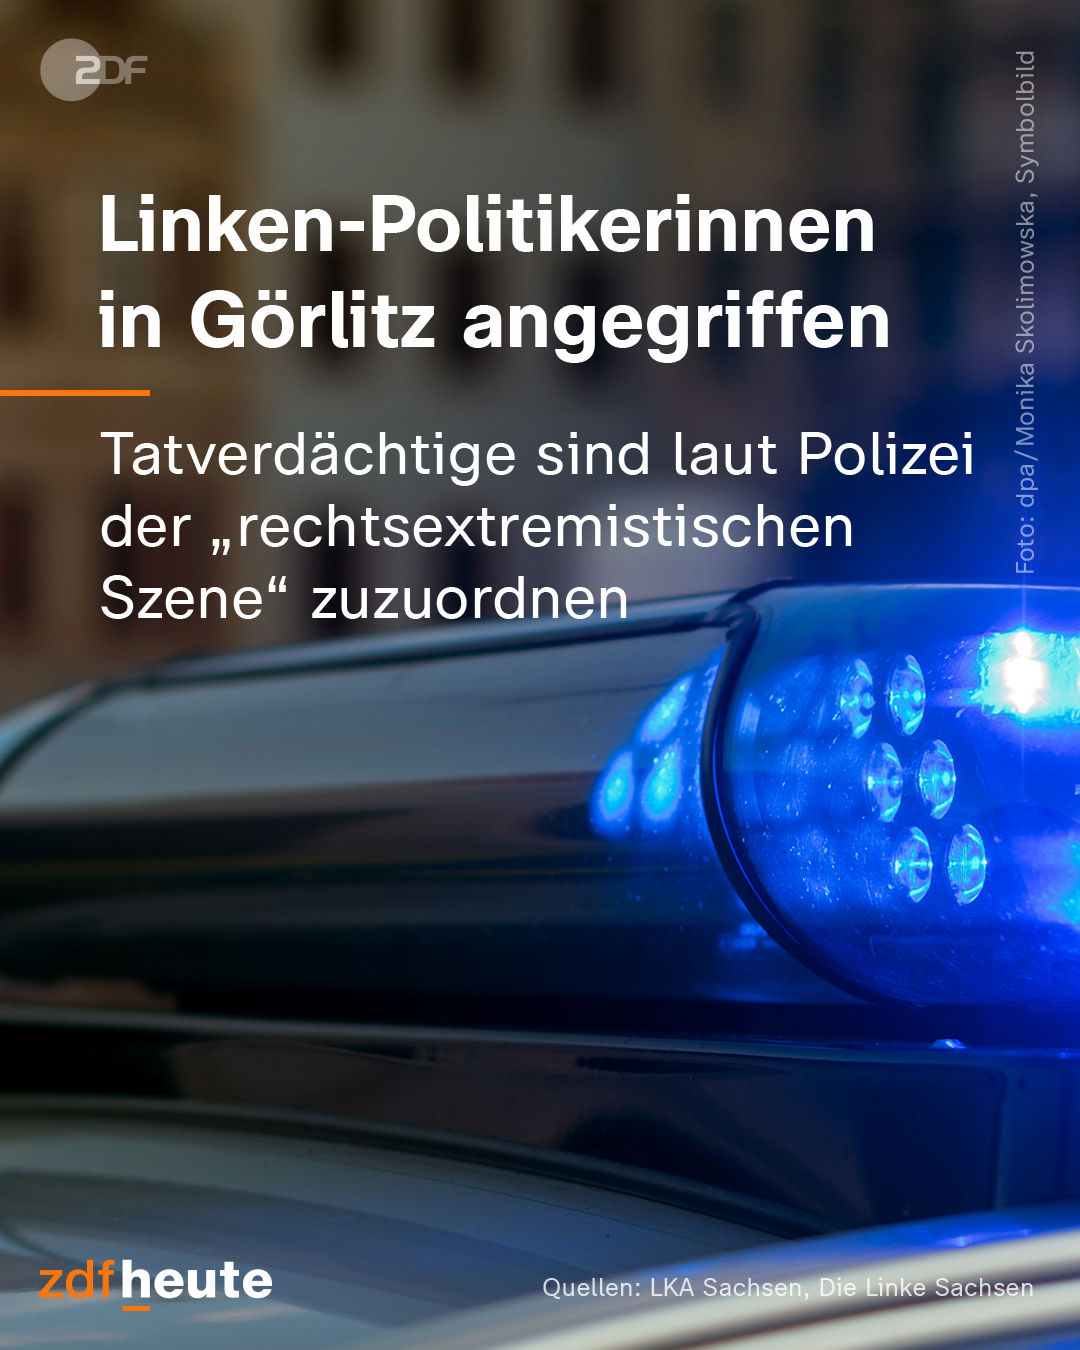 ZDF
Linken-Politikerinnen
in Görlitz angegriffen
Tatverdächtige sind laut Polizei
der „rechtsextremistischen
Szene“ zuzuordnen
Foto: dpa/Monika Skolimowska, Symbolbild
zdfheute
Quellen: LKA Sachsen, Die Linke Sachsen